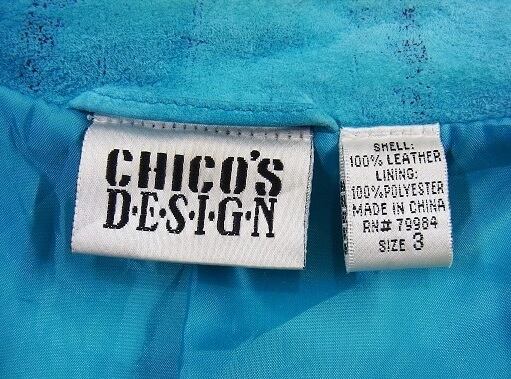 CHICO'S
D·E·S·I·G·N
SHELL:
100% LEATHER
LINING:
100%POLYESTER
MADE IN CHINA
RN# 79984
SIZE 3